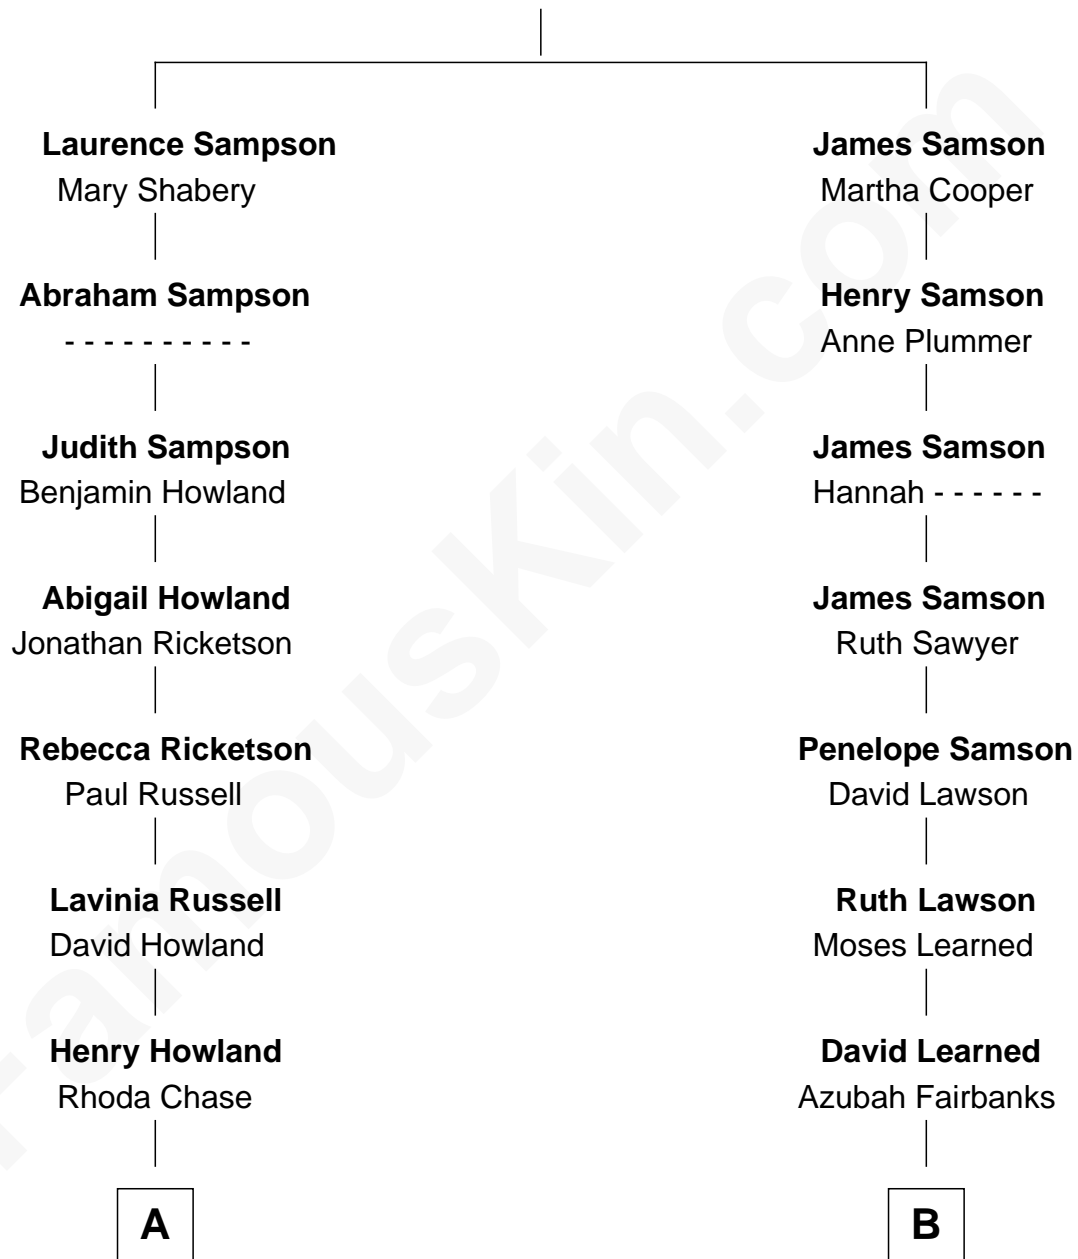 Laurence Sampson
Mary Shabery
Abraham Sampson
- - - - - - - - - -
Judith Sampson
Benjamin Howland
Abigail Howland
Jonathan Ricketson
Rebecca Ricketson
Paul Russell
Lavinia Russell
David Howland
Henry Howland
Rhoda Chase
A
James Samson
Martha Cooper
Henry Samson
Anne Plummer
James Samson
Hannah - - - - - -
James Samson
Ruth Sawyer
Penelope Samson
David Lawson
Ruth Lawson
Moses Learned
David Learned
Azubah Fairbanks
B
FamousKin.com